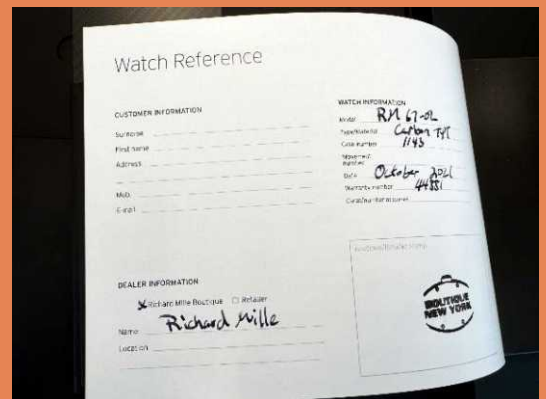 Watch Reference
CUSTOMER INFORMATION
Surname
First name
Address
Mob.
E-mail
WATCH INFORMATION
Model RM 67-02
Type/Material Carbon TPT
Case number 1143
Movement number
Date October
Warranty number
DEALER INFORMATION
Richard Mille Boutique Retailer
Name Richard Mille
Location
BOUTIQUE
NEW YORK